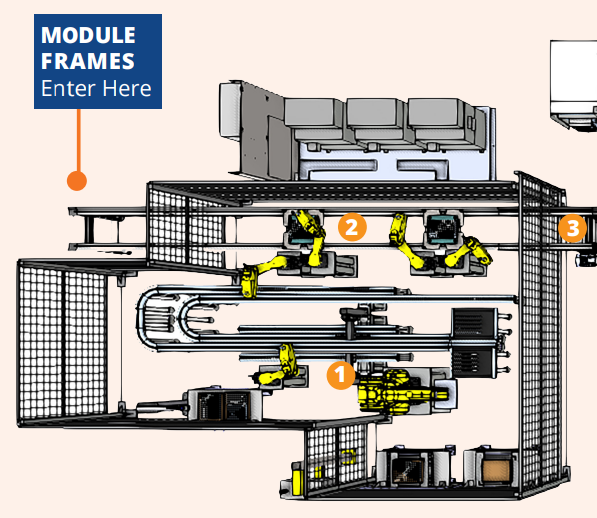 MODULE
FRAMES
Enter Here
2
3
1